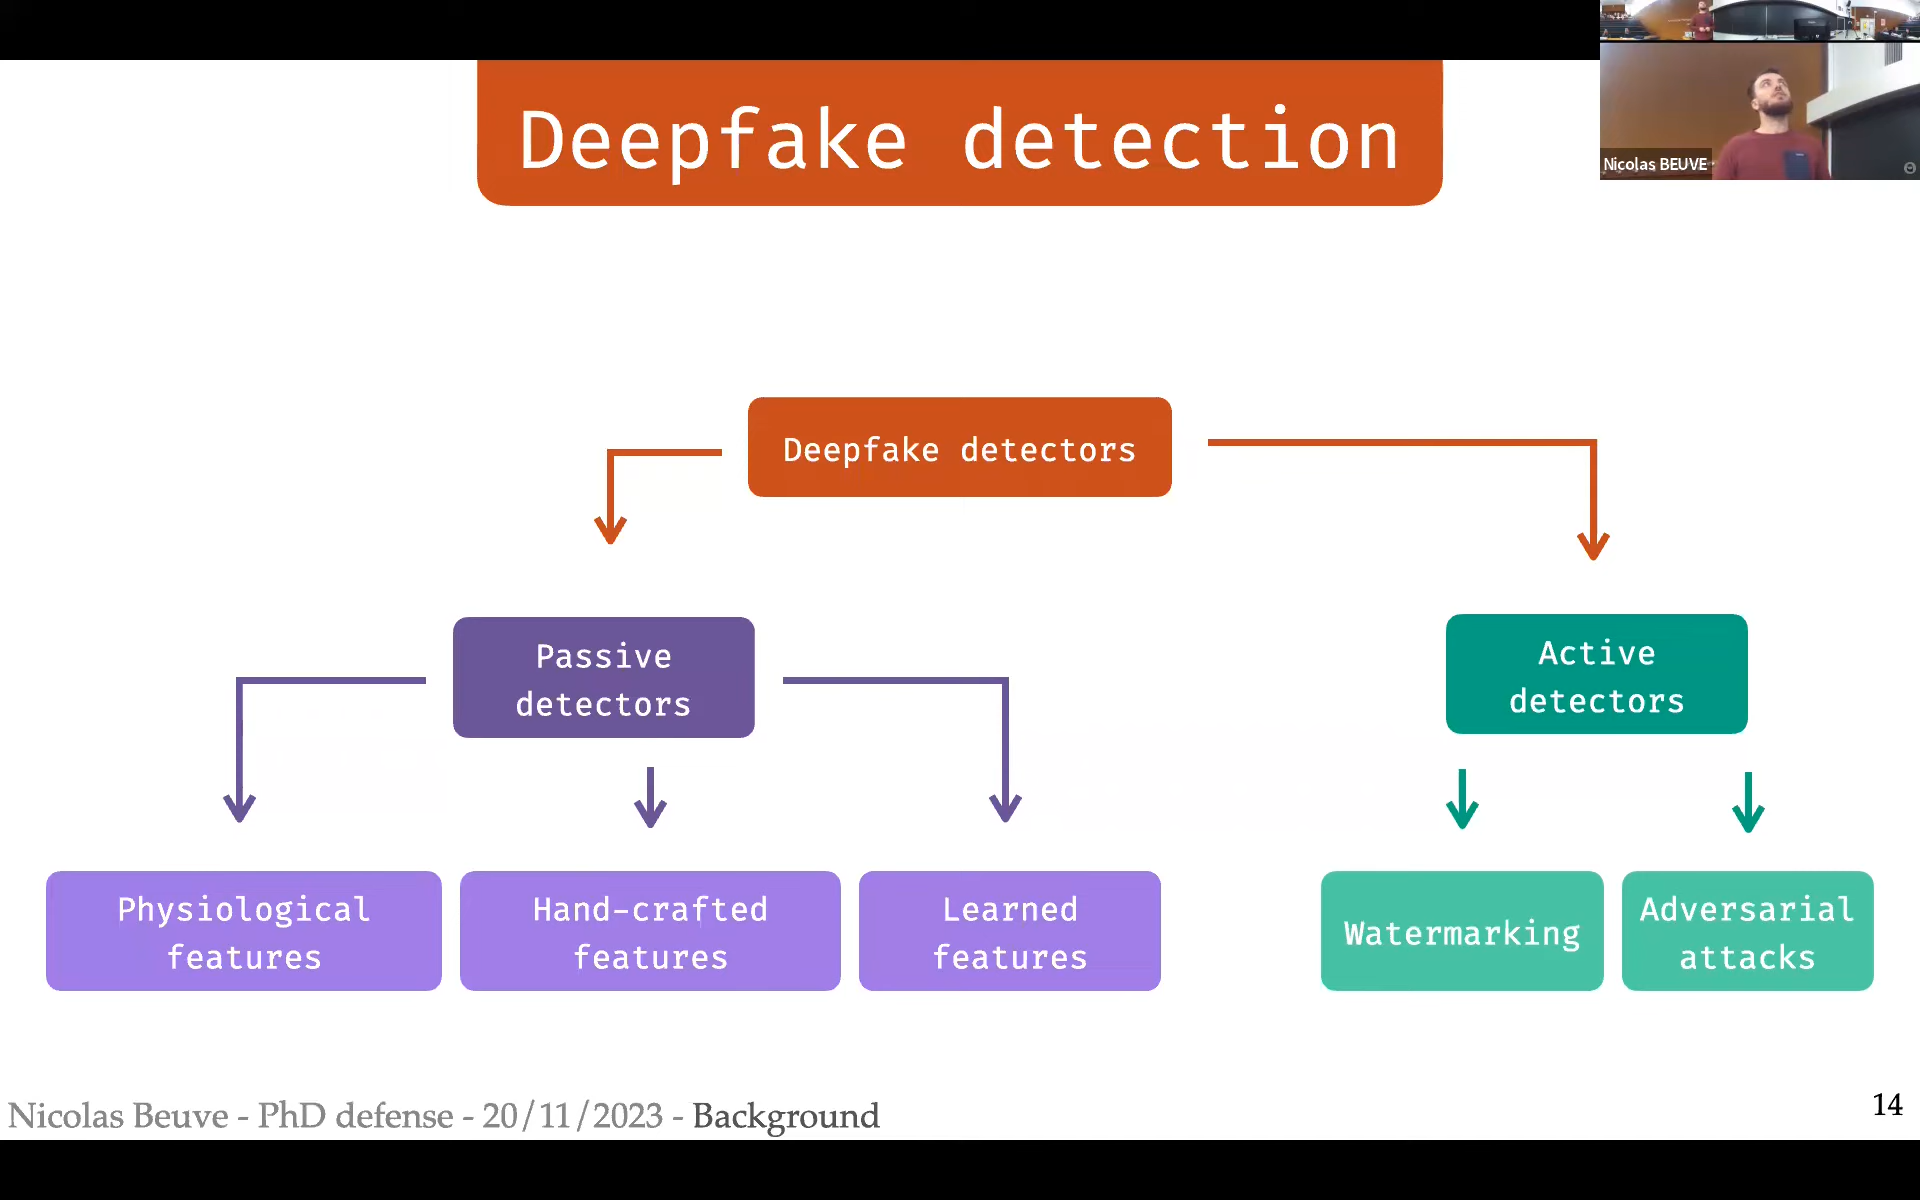 Deepfake detection
Nicolas BEUVE
Deepfake detectors
Passive
detectors
Active
detectors
Physiological
features
Hand-crafted
features
Learned
features
Watermarking
Adversarial
attacks
Nicolas Beuve - PhD defense - 20/11/2023 - Background
14